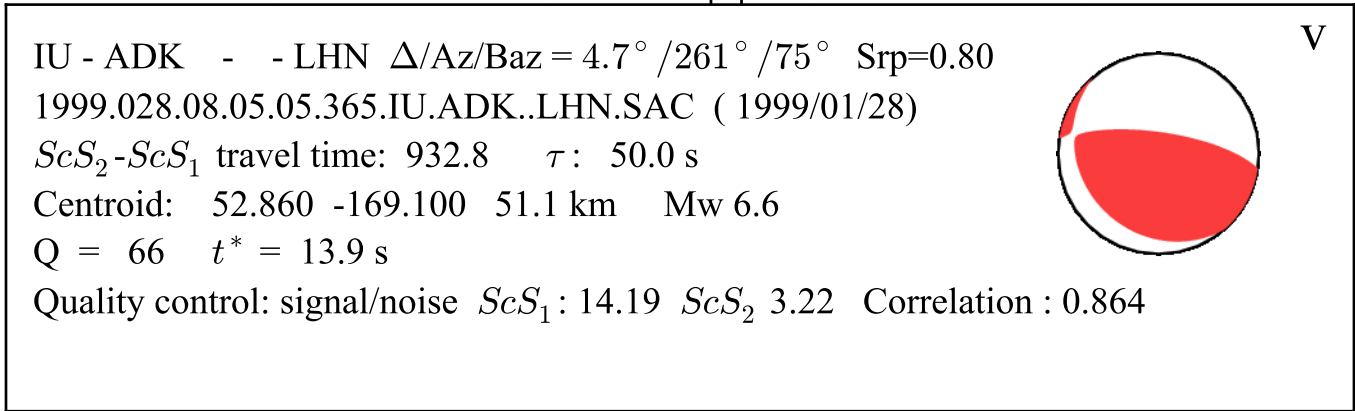 V
IU - ADK - - LHN Δ/Az/Baz = 4.7° /261° /75° Srp=0.80
1999.028.08.05.05.365.IU.ADK..LHN.SAC ( 1999/01/28)
ScS₂-ScS₁ travel time: 932.8 τ: 50.0 s
Centroid: 52.860 -169.100 51.1 km Mw 6.6
Q = 66 t* = 13.9 s
Quality control: signal/noise ScS₁: 14.19 ScS₂ 3.22 Correlation : 0.864